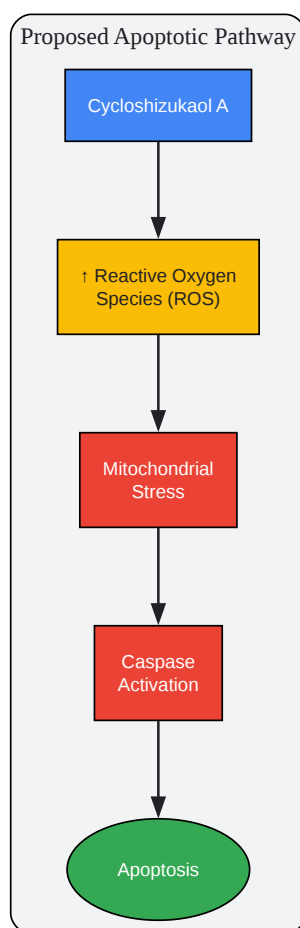 Proposed Apoptotic Pathway
Cycloshizukaol A
↑ Reactive Oxygen
Species (ROS)
Mitochondrial
Stress
Caspase
Activation
Apoptosis